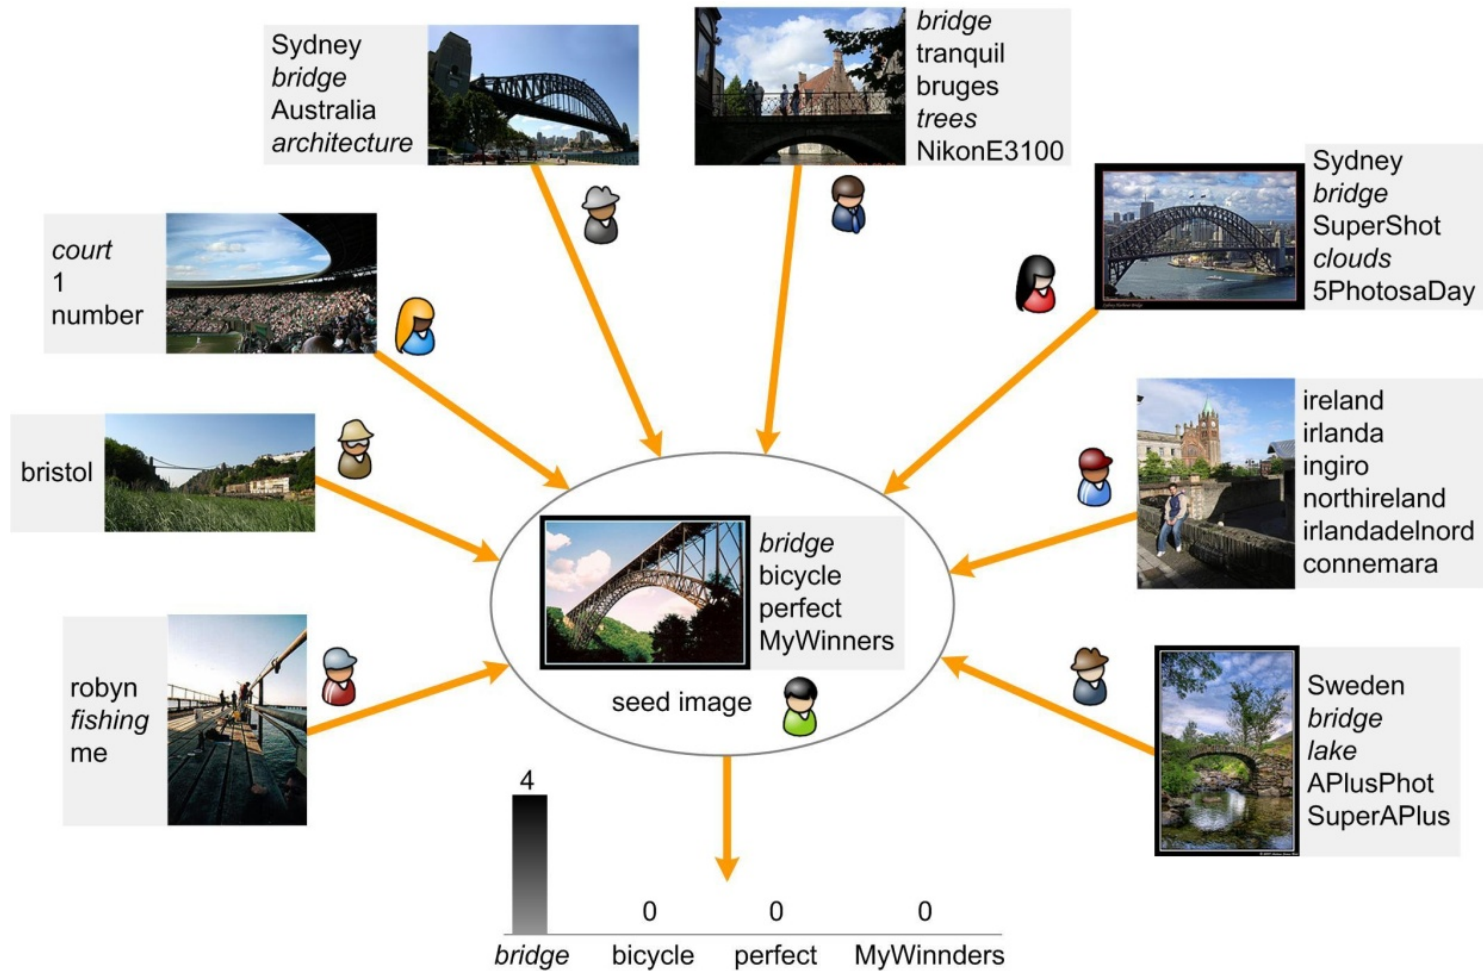 Sydney
bridge
Australia
architecture
bridge
tranquil
bruges
trees
NikonE3100
Sydney
bridge
SuperShot
clouds
5PhotosaDay
court
1
number
ireland
irlanda
ingiro
northireland
irlandadelnord
connemara
bristol
bridge
bicycle
perfect
MyWinners
seed image
robyn
fishing
me
Sweden
bridge
lake
APlusPhot
SuperAPlus
4
0
0
0
bridge
bicycle
perfect
MyWinnders